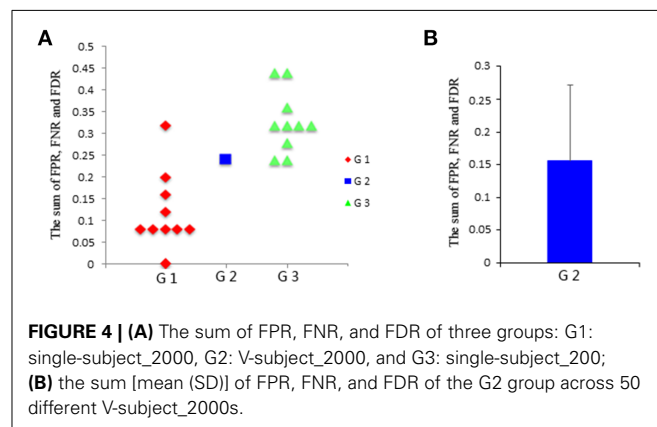 A
The sum of FPR, FNR and FDR
0.5
0.45
0.4
0.35
0.3
0.25
0.2
0.15
0.1
0.05
0
G 1
G 2
G 3
G 1
G 2
G 3
B
The sum of FPR, FNR and FDR
0.3
0.25
0.2
0.15
0.1
0.05
0
G 2
FIGURE 4 | (A) The sum of FPR, FNR, and FDR of three groups: G1:
single-subject_2000, G2: V-subject_2000, and G3: single-subject_200;
(B) the sum [mean (SD)] of FPR, FNR, and FDR of the G2 group across 50
different V-subject_2000s.